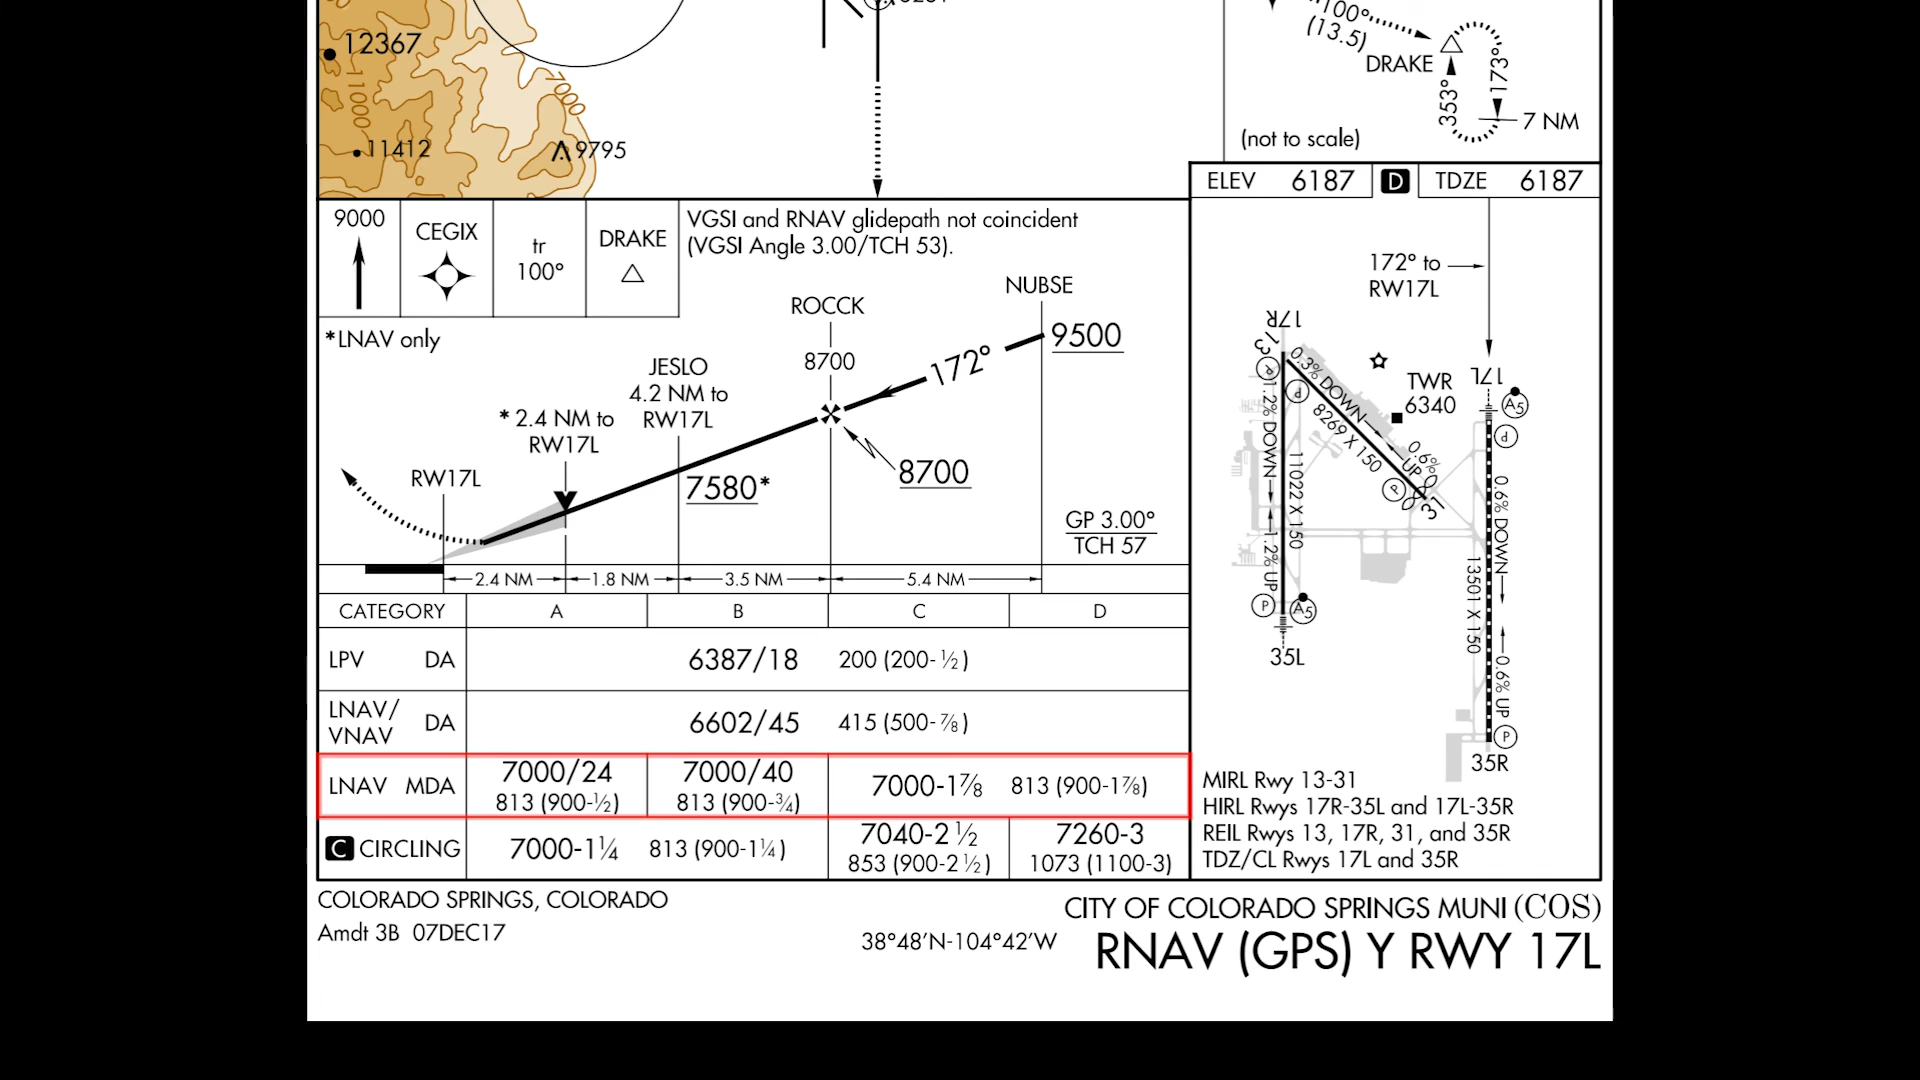 12367
11000
7000
11412
9795
100°
(13.5)
DRAKE
353°
173°
7 NM
(not to scale)
ELEV 6187 D TDZE 6187
9000
CEGIX
tr
100°
DRAKE
VGSI and RNAV glidepath not coincident
(VGSI Angle 3.00/TCH 53).
*LNAV only
NUBSE
9500
172°
ROCCK
8700
8700
JESLO
4.2 NM to
RW17L
7580*
* 2.4 NM to
RW17L
RW17L
GP 3.00°
TCH 57
2.4 NM 1.8 NM 3.5 NM 5.4 NM
CATEGORY A B C D
LPV DA 6387/18 200 (200-½)
LNAV/
VNAV DA 6602/45 415 (500-⅞)
LNAV MDA 7000/24 7000/40 7000-1⅞ 813 (900-1⅞)
813 (900-½) 813 (900-¾)
C CIRCLING 7000-1¼ 813 (900-1¼) 7040-2½ 7260-3
853 (900-2½) 1073 (1100-3)
172° to
RW17L
17R
13
P
P
0.3% DOWN
8269 X 150
0.6%
UP
P
31
1.2% DOWN
11022 X 150
1.2% UP
P
A5
35L
TWR
6340
17L
A5
P
0.6% DOWN
13501 X 150
0.6% UP
P
35R
MIRL Rwy 13-31
HIRL Rwys 17R-35L and 17L-35R
REIL Rwys 13, 17R, 31, and 35R
TDZ/CL Rwys 17L and 35R
COLORADO SPRINGS, COLORADO
Amdt 3B 07DEC17
38°48'N-104°42'W
CITY OF COLORADO SPRINGS MUNI (COS)
RNAV (GPS) Y RWY 17L